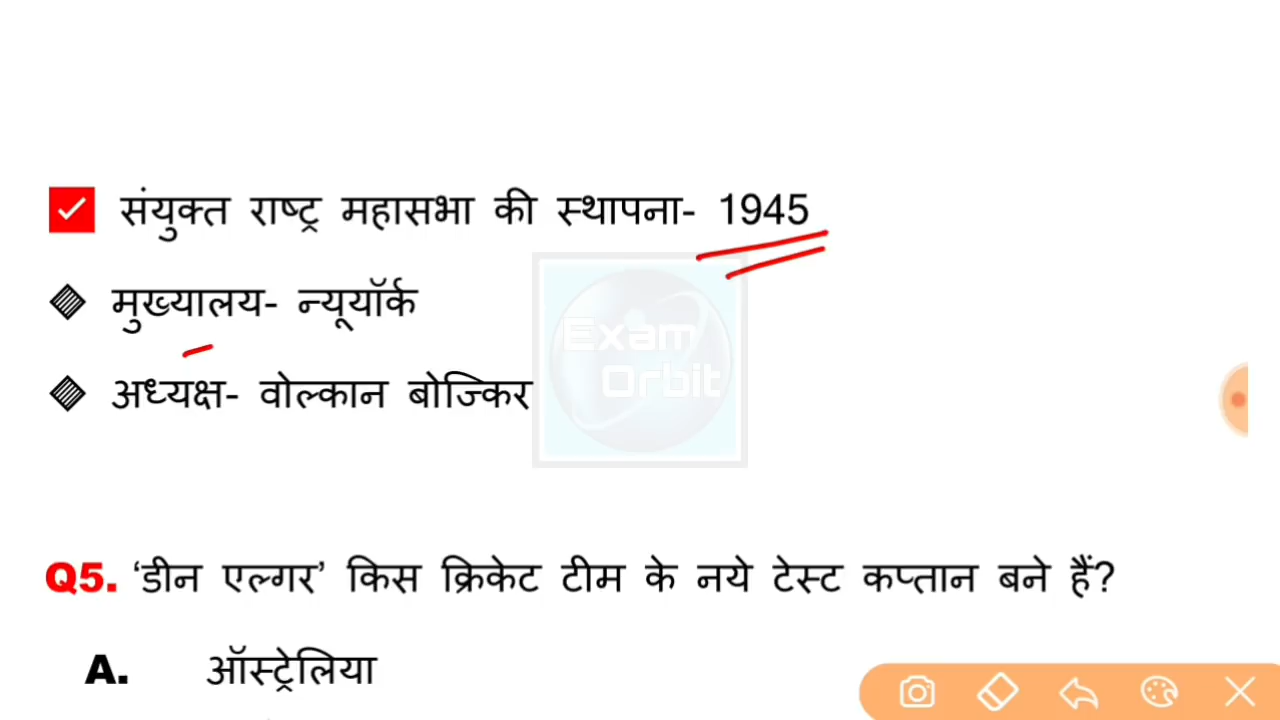 संयुक्त राष्ट्र महासभा की स्थापना- 1945
मुख्यालय- न्यूयॉर्क
अध्यक्ष- वोल्कान बोज्किर
Exam
Orbit
Q5. ‘डीन एल्गर’ किस क्रिकेट टीम के नये टेस्ट कप्तान बने हैं?
A. ऑस्ट्रेलिया